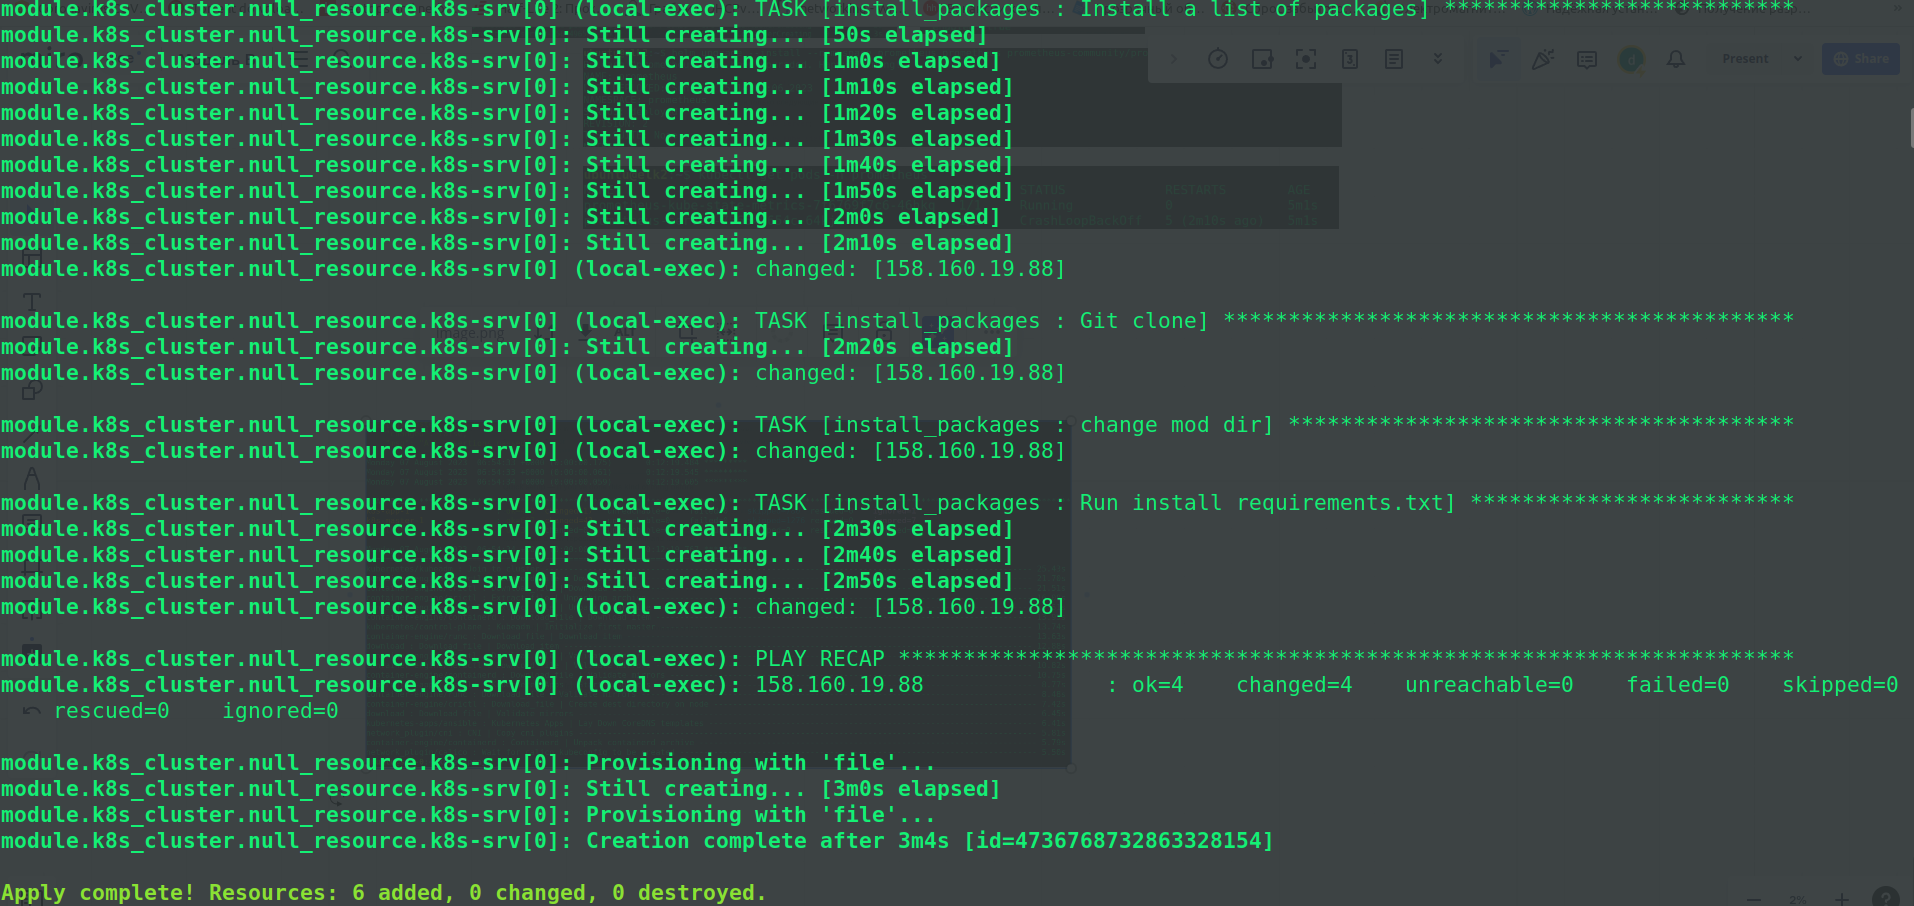 module.k8s_cluster.null_resource.k8s-srv[0] (local-exec): TASK [install_packages : Install a list of packages] ***************************
module.k8s_cluster.null_resource.k8s-srv[0]: Still creating... [50s elapsed]
module.k8s_cluster.null_resource.k8s-srv[0]: Still creating... [1m0s elapsed]
module.k8s_cluster.null_resource.k8s-srv[0]: Still creating... [1m10s elapsed]
module.k8s_cluster.null_resource.k8s-srv[0]: Still creating... [1m20s elapsed]
module.k8s_cluster.null_resource.k8s-srv[0]: Still creating... [1m30s elapsed]
module.k8s_cluster.null_resource.k8s-srv[0]: Still creating... [1m40s elapsed]
module.k8s_cluster.null_resource.k8s-srv[0]: Still creating... [1m50s elapsed]
module.k8s_cluster.null_resource.k8s-srv[0]: Still creating... [2m0s elapsed]
module.k8s_cluster.null_resource.k8s-srv[0]: Still creating... [2m10s elapsed]
module.k8s_cluster.null_resource.k8s-srv[0] (local-exec): changed: [158.160.19.88]
module.k8s_cluster.null_resource.k8s-srv[0] (local-exec): TASK [install_packages : Git clone] ********************************************
module.k8s_cluster.null_resource.k8s-srv[0]: Still creating... [2m20s elapsed]
module.k8s_cluster.null_resource.k8s-srv[0] (local-exec): changed: [158.160.19.88]
module.k8s_cluster.null_resource.k8s-srv[0] (local-exec): TASK [install_packages : change mod dir] ***************************************
module.k8s_cluster.null_resource.k8s-srv[0] (local-exec): changed: [158.160.19.88]
module.k8s_cluster.null_resource.k8s-srv[0] (local-exec): TASK [install_packages : Run install requirements.txt] *************************
module.k8s_cluster.null_resource.k8s-srv[0]: Still creating... [2m30s elapsed]
module.k8s_cluster.null_resource.k8s-srv[0]: Still creating... [2m40s elapsed]
module.k8s_cluster.null_resource.k8s-srv[0]: Still creating... [2m50s elapsed]
module.k8s_cluster.null_resource.k8s-srv[0] (local-exec): changed: [158.160.19.88]
module.k8s_cluster.null_resource.k8s-srv[0] (local-exec): PLAY RECAP *********************************************************************
module.k8s_cluster.null_resource.k8s-srv[0] (local-exec): 158.160.19.88              : ok=4    changed=4    unreachable=0    failed=0    skipped=0
    rescued=0    ignored=0
module.k8s_cluster.null_resource.k8s-srv[0]: Provisioning with 'file'...
module.k8s_cluster.null_resource.k8s-srv[0]: Still creating... [3m0s elapsed]
module.k8s_cluster.null_resource.k8s-srv[0]: Provisioning with 'file'...
module.k8s_cluster.null_resource.k8s-srv[0]: Creation complete after 3m4s [id=4736768732863328154]
Apply complete! Resources: 6 added, 0 changed, 0 destroyed.
Present
Share
STATUS RESTARTS AGE
Running 0 5m1s
CrashLoopBackOff 5 (2m10s ago) 5m1s
image.png
2%